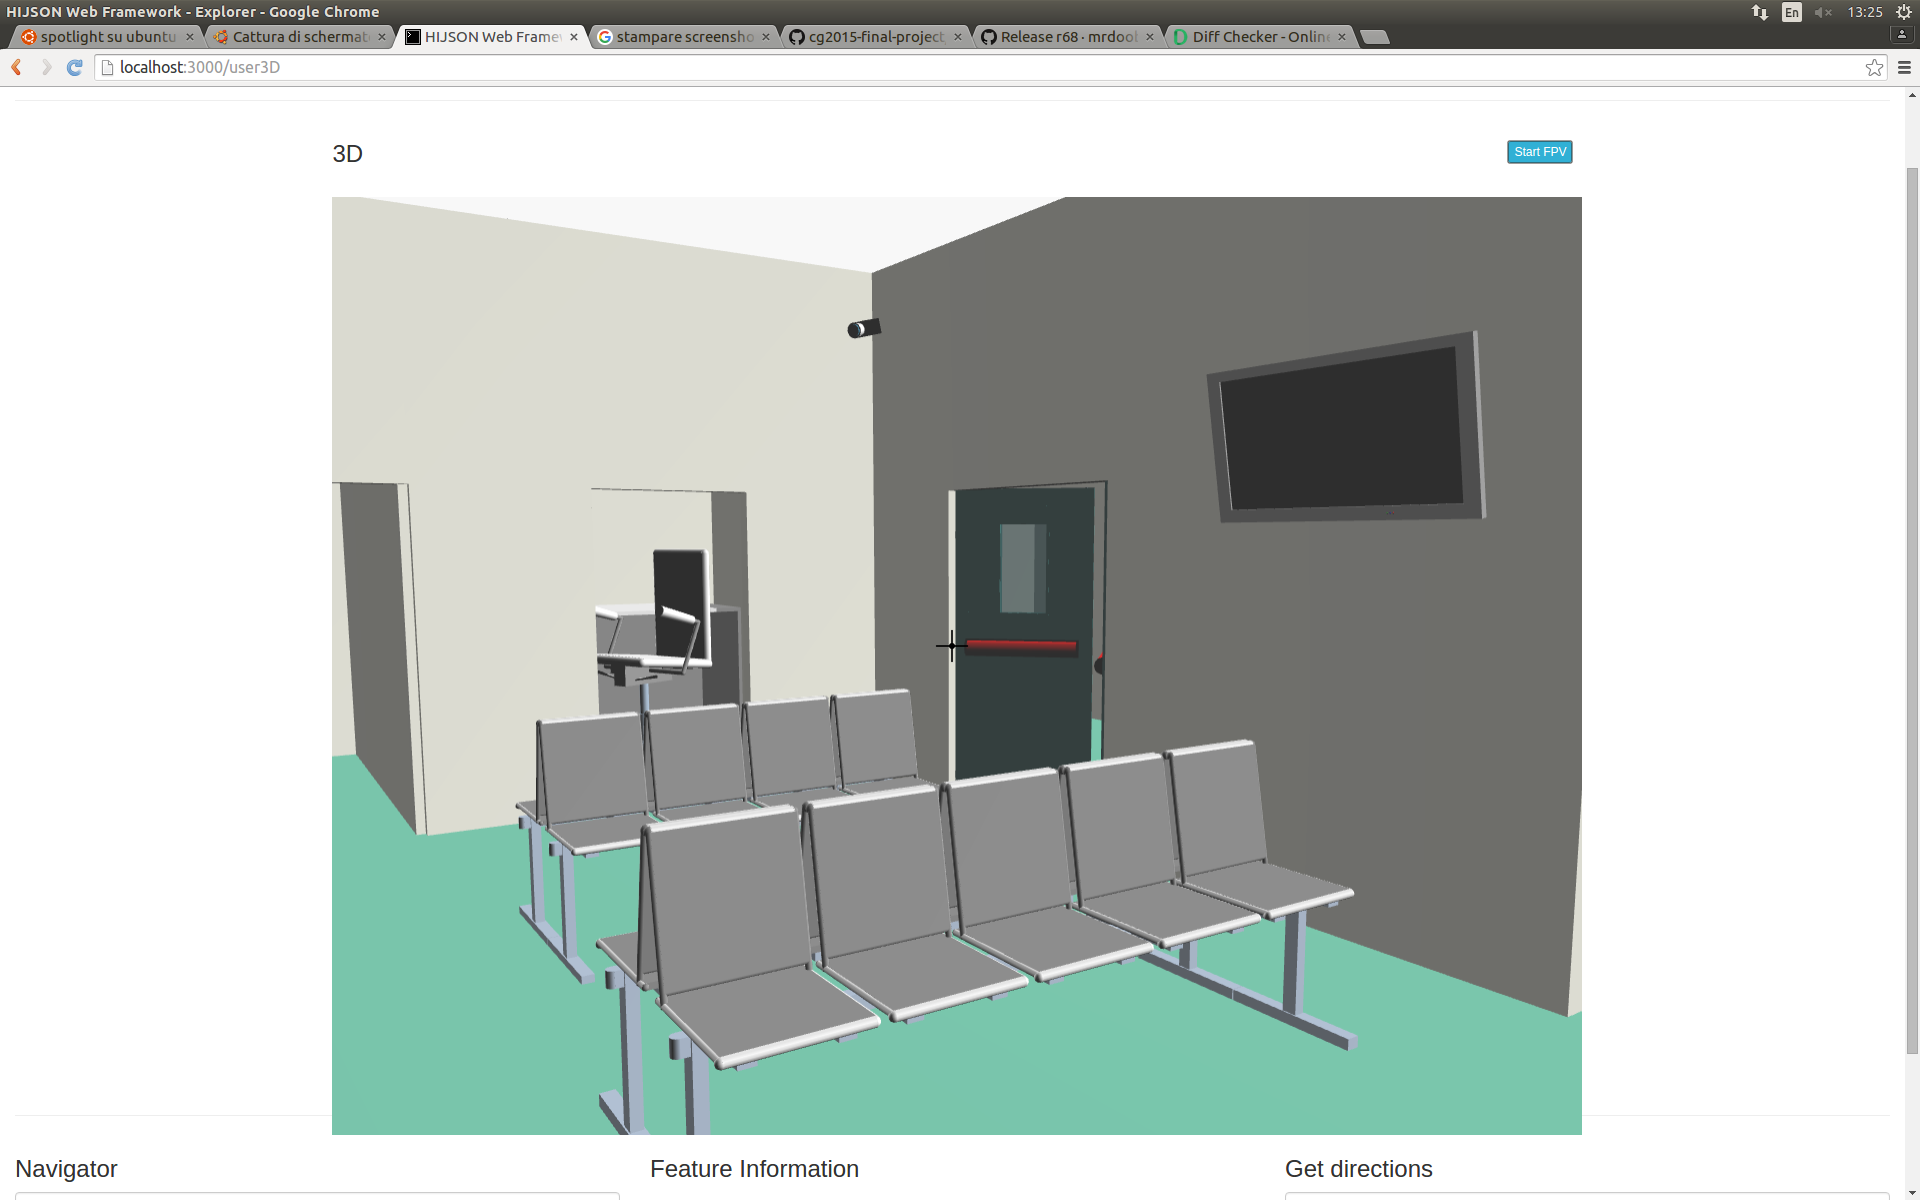 HIJSON Web Framework - Explorer - Google Chrome
En
13:25
spotlight su ubuntu
Cattura di schermat
HIJSON Web Frame
stampare screensho
cg2015-final-project
Release r68 · mrdoob
Diff Checker - Online
localhost:3000/user3D
3D
Start FPV
Navigator
Feature Information
Get directions